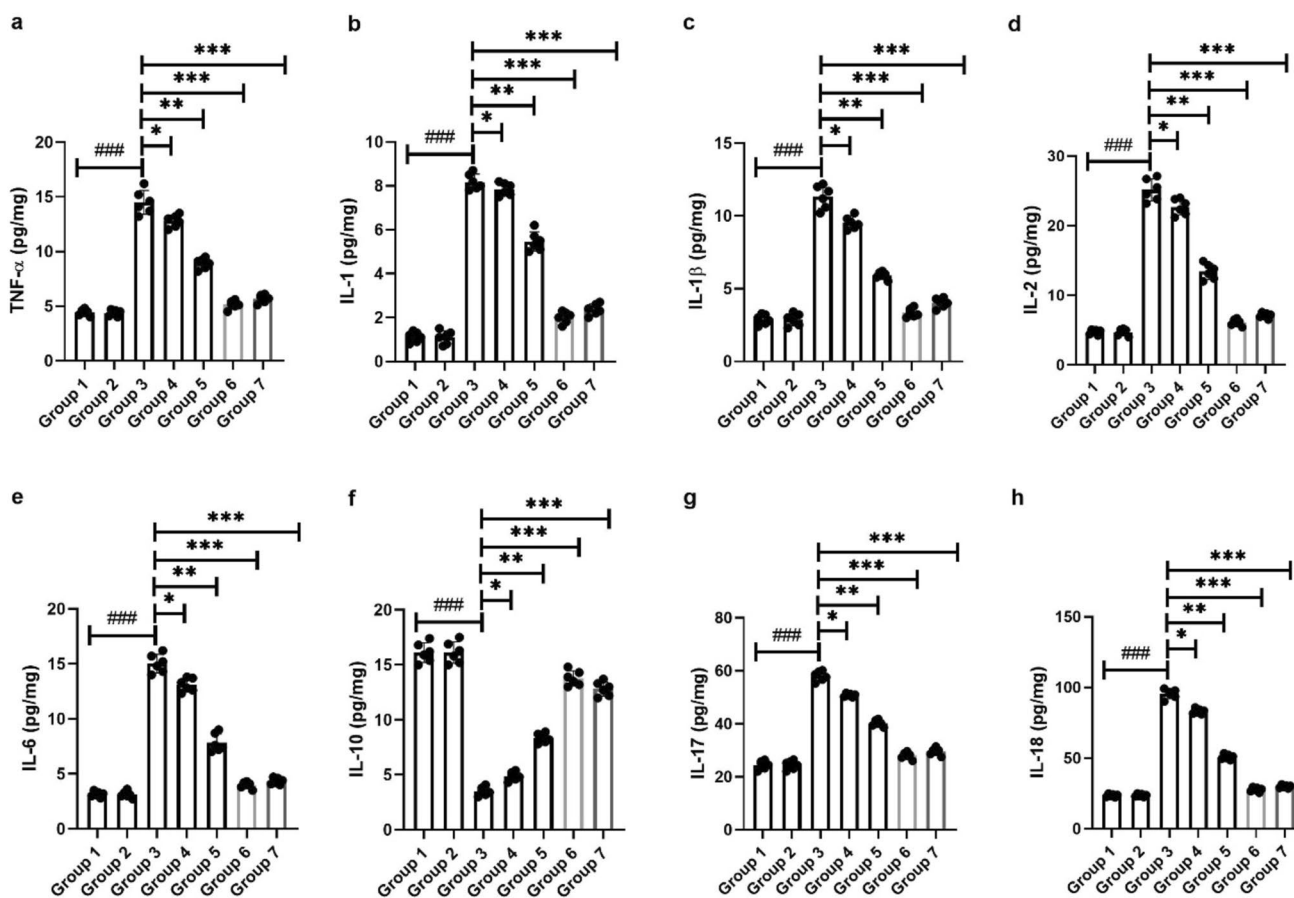 a
***
***
**
*
###
TNF-α (pg/mg)
20
15
10
5
0
Group 1
Group 2
Group 3
Group 4
Group 5
Group 6
Group 7
b
***
***
**
*
###
IL-1 (pg/mg)
10
8
6
4
2
0
Group 1
Group 2
Group 3
Group 4
Group 5
Group 6
Group 7
c
***
***
**
*
###
IL-1β (pg/mg)
15
10
5
0
Group 1
Group 2
Group 3
Group 4
Group 5
Group 6
Group 7
d
***
***
**
*
###
IL-2 (pg/mg)
30
20
10
0
Group 1
Group 2
Group 3
Group 4
Group 5
Group 6
Group 7
e
***
***
**
*
###
IL-6 (pg/mg)
20
15
10
5
0
Group 1
Group 2
Group 3
Group 4
Group 5
Group 6
Group 7
f
***
***
**
*
###
IL-10 (pg/mg)
20
15
10
5
0
Group 1
Group 2
Group 3
Group 4
Group 5
Group 6
Group 7
g
***
***
**
*
###
IL-17 (pg/mg)
80
60
40
20
0
Group 1
Group 2
Group 3
Group 4
Group 5
Group 6
Group 7
h
***
***
**
*
###
IL-18 (pg/mg)
150
100
50
0
Group 1
Group 2
Group 3
Group 4
Group 5
Group 6
Group 7